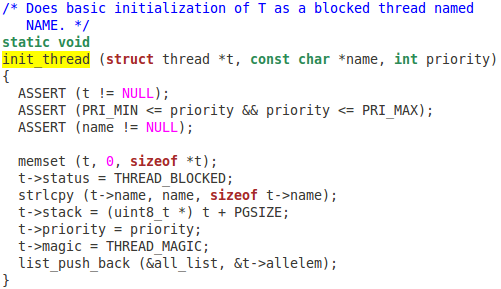 /* Does basic initialization of T as a blocked thread named
   NAME. */
static void
init_thread (struct thread *t, const char *name, int priority)
{
  ASSERT (t != NULL);
  ASSERT (PRI_MIN <= priority && priority <= PRI_MAX);
  ASSERT (name != NULL);

  memset (t, 0, sizeof *t);
  t->status = THREAD_BLOCKED;
  strlcpy (t->name, name, sizeof t->name);
  t->stack = (uint8_t *) t + PGSIZE;
  t->priority = priority;
  t->magic = THREAD_MAGIC;
  list_push_back (&all_list, &t->allelem);
}